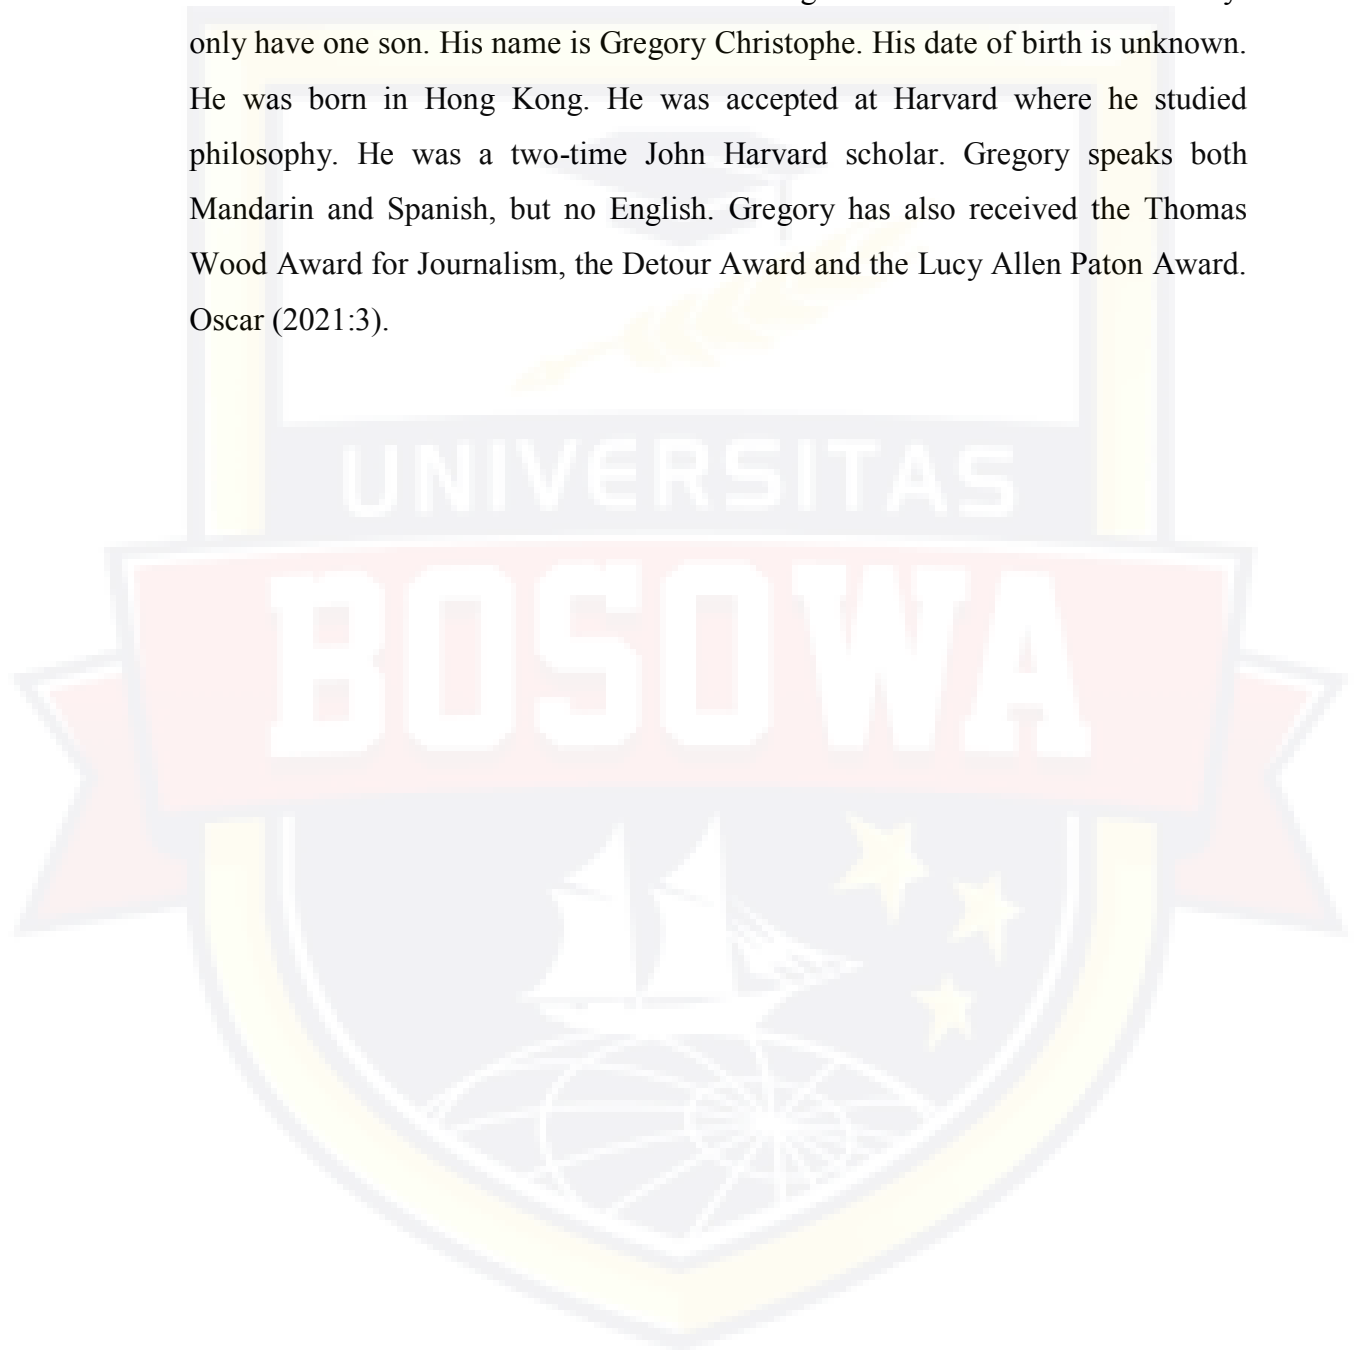 only have one son. His name is Gregory Christophe. His date of birth is unknown.
He was born in Hong Kong. He was accepted at Harvard where he studied
philosophy. He was a two-time John Harvard scholar. Gregory speaks both
Mandarin and Spanish, but no English. Gregory has also received the Thomas
Wood Award for Journalism, the Detour Award and the Lucy Allen Paton Award.
Oscar (2021:3).
UNIVERSITAS
BOSOWA